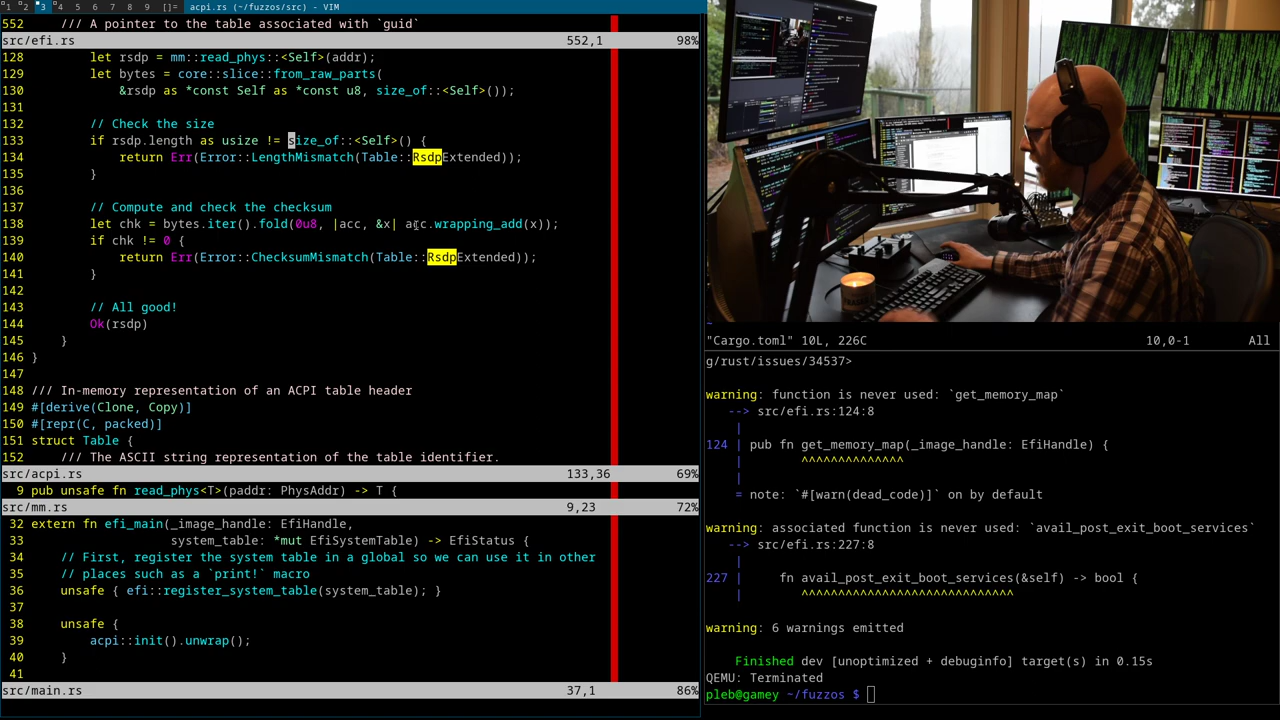 1 2 3 4 5 6 7 8 9 []= acpi.rs (~/fuzzos/src) - VIM
552     /// A pointer to the table associated with `guid`
src/efi.rs 552,1 98%
128         let rsdp = mm::read_phys::<Self>(addr);
129         let bytes = core::slice::from_raw_parts(
130             &rsdp as *const Self as *const u8, size_of::<Self>());
131
132         // Check the size
133         if rsdp.length as usize != size_of::<Self>() {
134             return Err(Error::LengthMismatch(Table::RsdpExtended));
135         }
136
137         // Compute and check the checksum
138         let chk = bytes.iter().fold(0u8, |acc, &x| acc.wrapping_add(x));
139         if chk != 0 {
140             return Err(Error::ChecksumMismatch(Table::RsdpExtended));
141         }
142
143         // All good!
144         Ok(rsdp)
145     }
146 }
147
148 /// In-memory representation of an ACPI table header
149 #[derive(Clone, Copy)]
150 #[repr(C, packed)]
151 struct Table {
152     /// The ASCII string representation of the table identifier.
src/acpi.rs 133,36 69%
9 pub unsafe fn read_phys<T>(paddr: PhysAddr) -> T {
src/mm.rs 9,23 72%
32 extern fn efi_main(_image_handle: EfiHandle,
33                    system_table: *mut EfiSystemTable) -> EfiStatus {
34     // First, register the system table in a global so we can use it in other
35     // places such as a `print!` macro
36     unsafe { efi::register_system_table(system_table); }
37
38     unsafe {
39         acpi::init().unwrap();
40     }
41
src/main.rs 37,1 86%
~
"Cargo.toml" 10L, 226C 10,0-1 All
g/rust/issues/34537>
warning: function is never used: `get_memory_map`
--> src/efi.rs:124:8
|
124 | pub fn get_memory_map(_image_handle: EfiHandle) {
|        ^^^^^^^^^^^^^^
|
= note: `#[warn(dead_code)]` on by default
warning: associated function is never used: `avail_post_exit_boot_services`
--> src/efi.rs:227:8
|
227 |     fn avail_post_exit_boot_services(&self) -> bool {
|        ^^^^^^^^^^^^^^^^^^^^^^^^^^^^^
warning: 6 warnings emitted
Finished dev [unoptimized + debuginfo] target(s) in 0.15s
QEMU: Terminated
pleb@gamey ~/fuzzos $